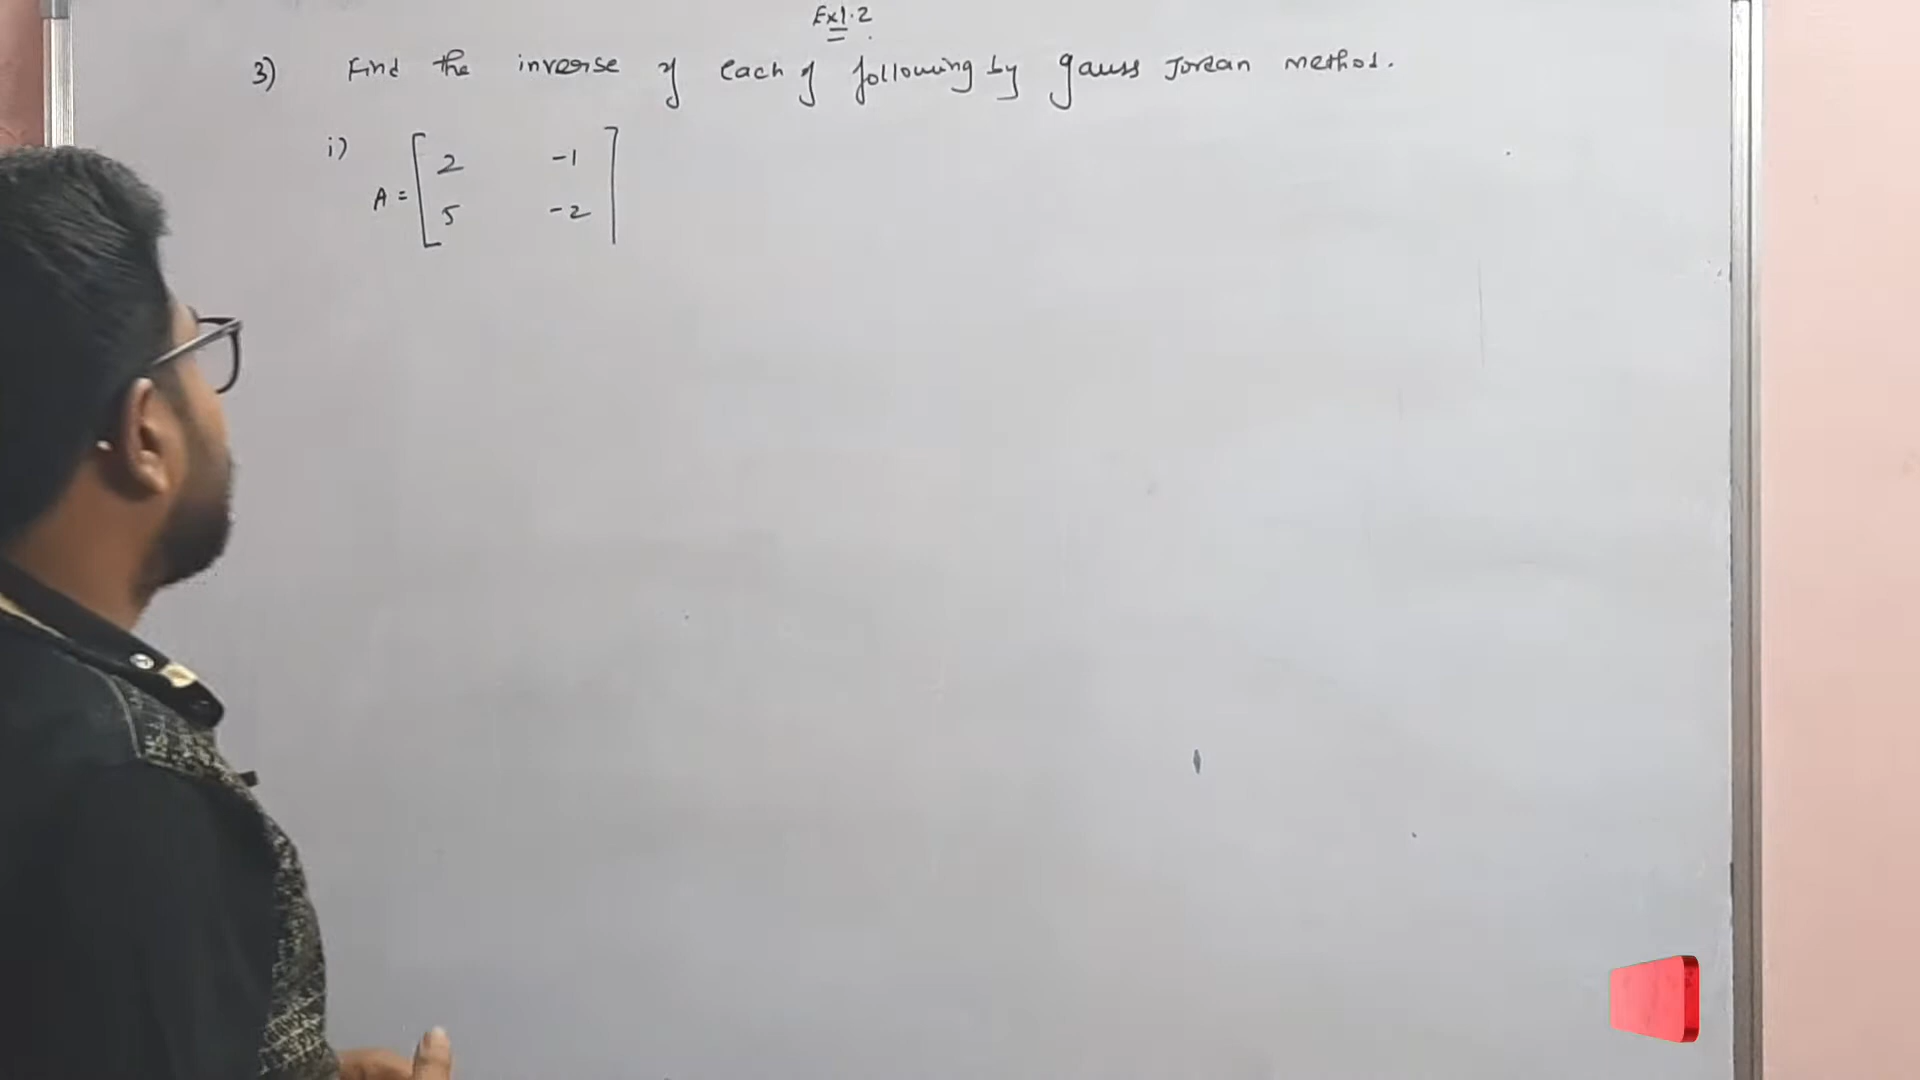 Ex1.2
3) Find the inverse of each of following by gauss Jordan method.
i) A = [ 2 -1
5 -2 ]